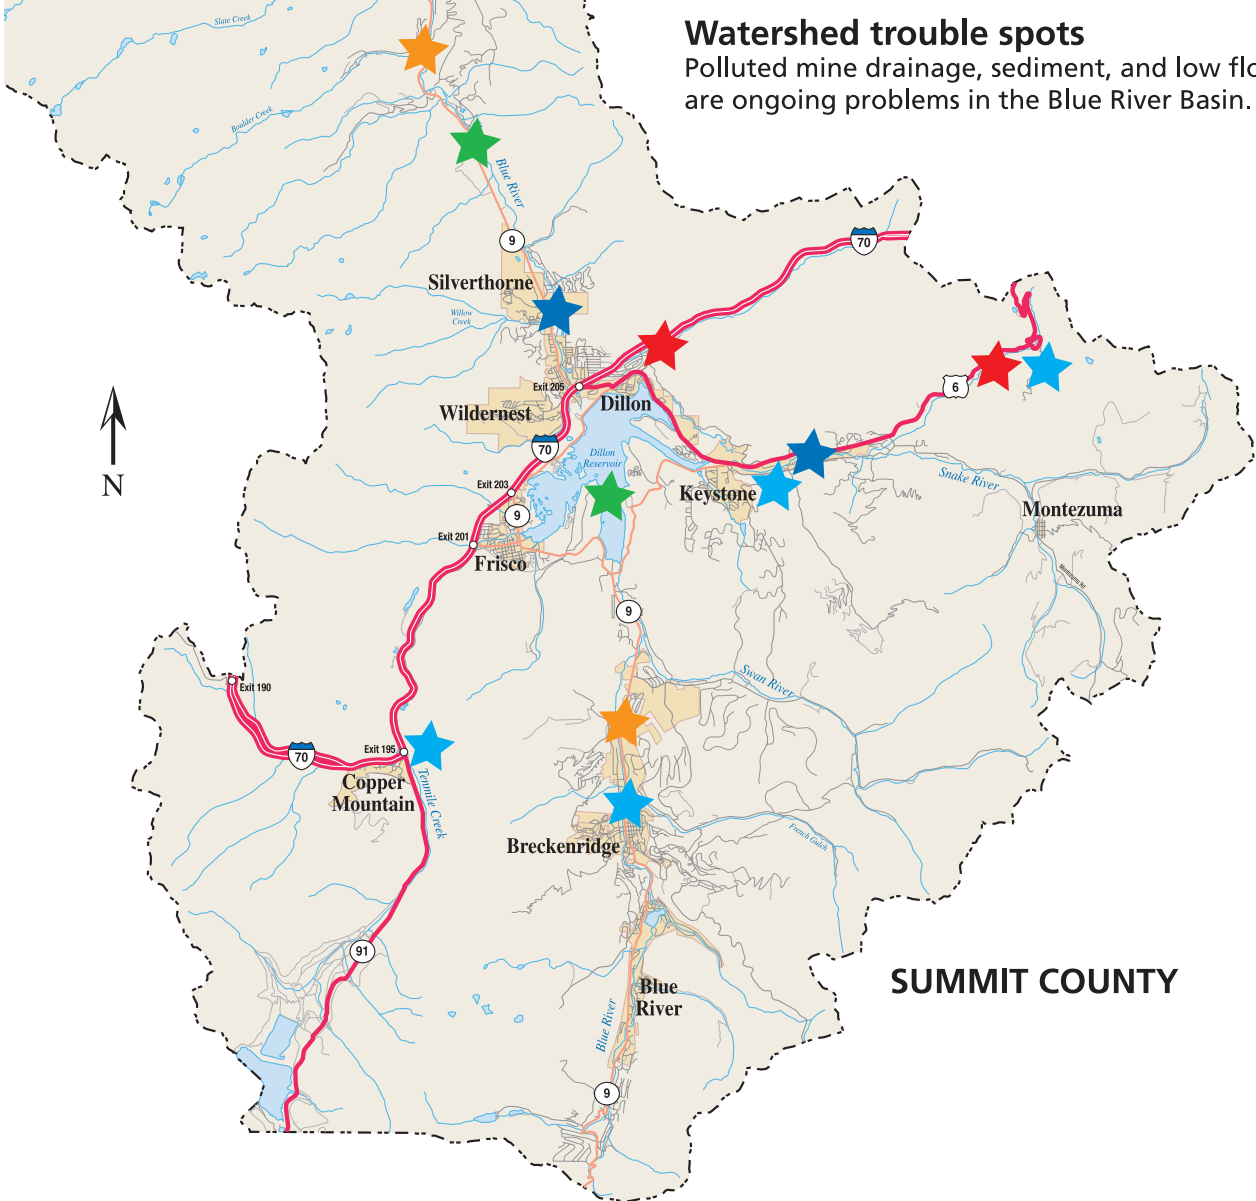 Watershed trouble spots
Polluted mine drainage, sediment, and low flo
are ongoing problems in the Blue River Basin.
Slate Creek
Boulder Creek
Blue River
9
70
Silverthorne
Willow
Creek
Exit 205
Dillon
6
Wildernest
70
Dillon
Reservoir
Snake River
N
Exit 203
Keystone
9
Montezuma
Exit 201
Frisco
Montezuma Rd
9
Swan River
Exit 190
Exit 195
70
Copper
Mountain
Tenmile Creek
French Gulch
Breckenridge
91
SUMMIT COUNTY
Blue
River
Blue River
9